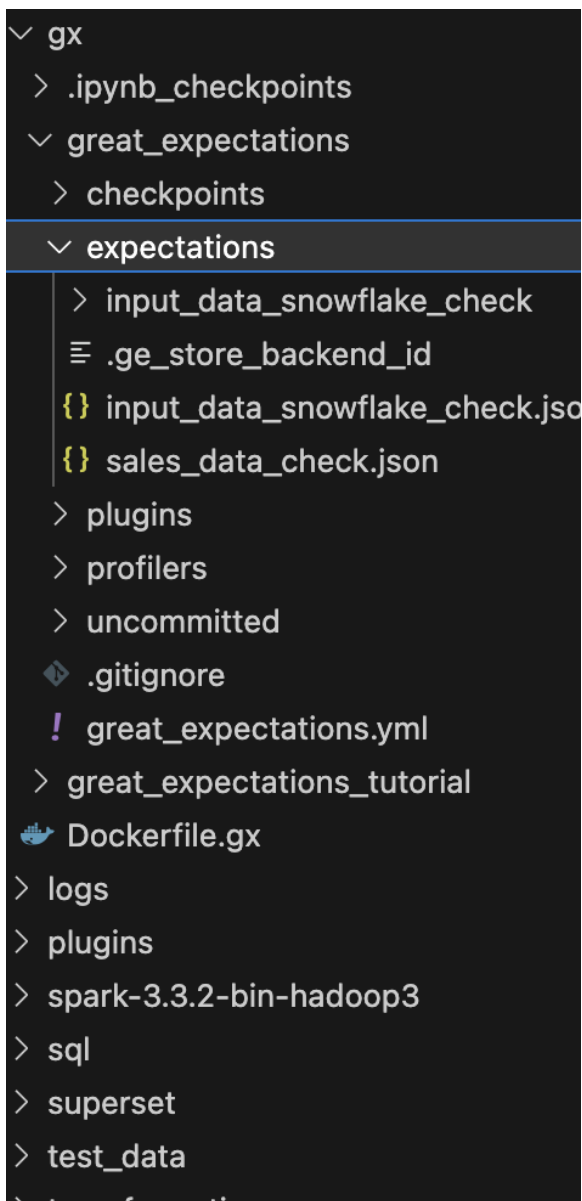 gx
.ipynb_checkpoints
great_expectations
checkpoints
expectations
input_data_snowflake_check
.ge_store_backend_id
{} input_data_snowflake_check.jso
{} sales_data_check.json
plugins
profilers
uncommitted
.gitignore
! great_expectations.yml
great_expectations_tutorial
Dockerfile.gx
logs
plugins
spark-3.3.2-bin-hadoop3
sql
superset
test_data